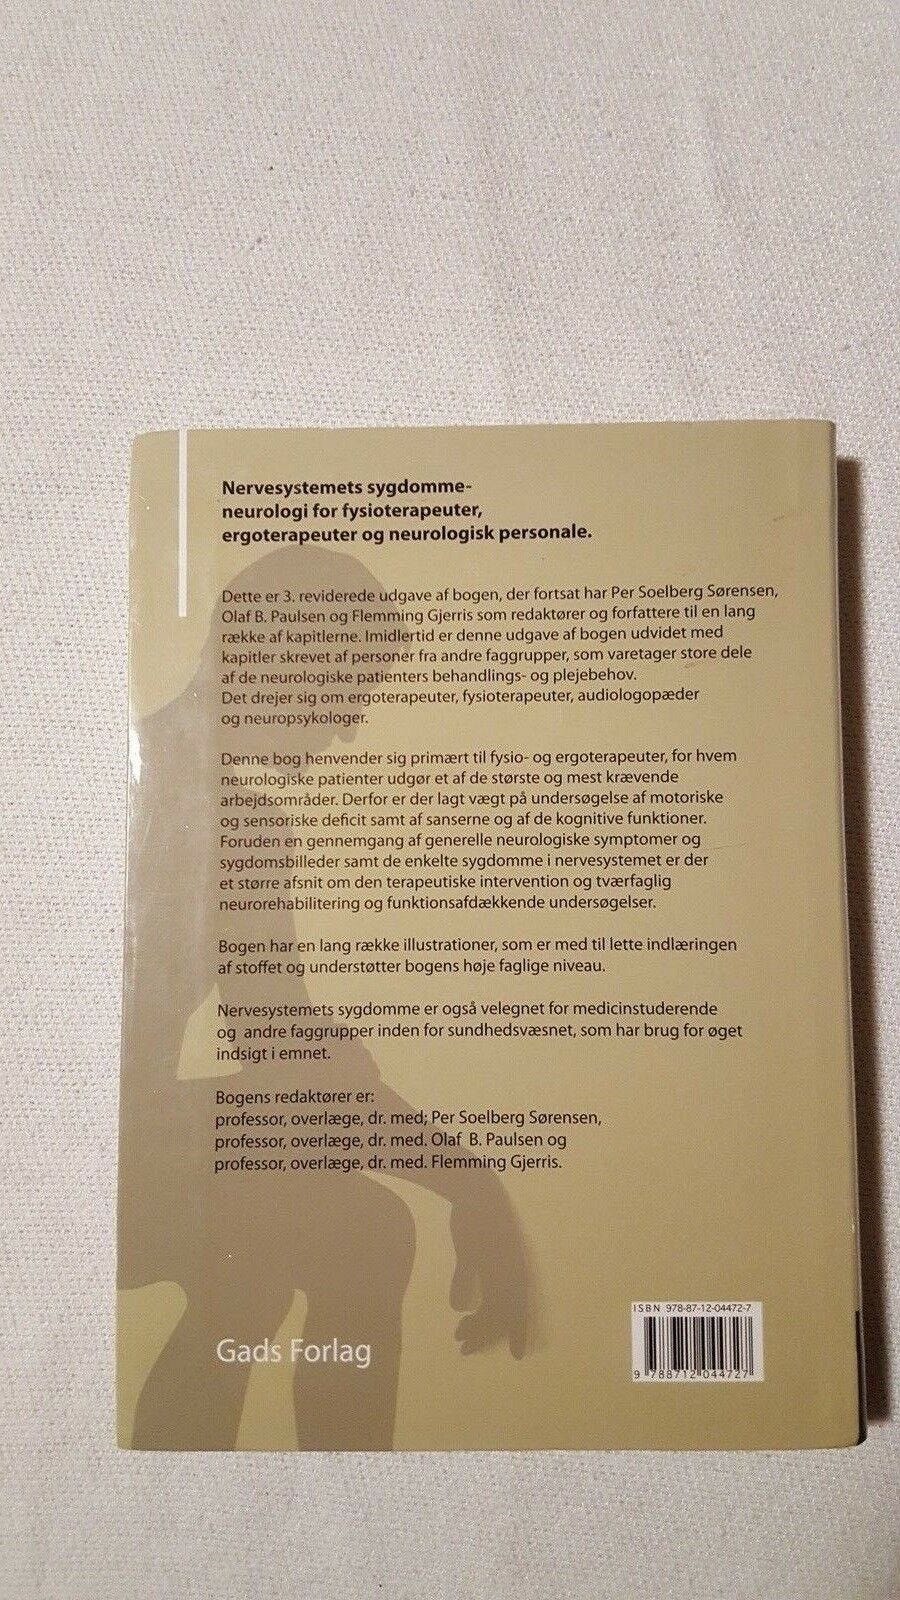 Nervesystemets sygdomme-
neurologi for fysioterapeuter,
ergoterapeuter og neurologisk personale.
Dette er 3. reviderede udgave af bogen, der fortsat har Per Soelberg Sørensen,
Olaf B. Paulsen og Flemming Gjerris som redaktører og forfattere til en lang
række af kapitlerne. Imidlertid er denne udgave af bogen udvidet med
kapitler skrevet af personer fra andre faggrupper, som varetager store dele
af de neurologiske patienters behandlings- og plejebehov.
Det drejer sig om ergoterapeuter, fysioterapeuter, audiologopæder
og neuropsykologer.
Denne bog henvender sig primært til fysio- og ergoterapeuter, for hvem
neurologiske patienter udgør et af de største og mest krævende
arbejdsområder. Derfor er der lagt vægt på undersøgelse af motoriske
og sensoriske deficit samt af sanserne og af de kognitive funktioner.
Foruden en gennemgang af generelle neurologiske symptomer og
sygdomsbilleder samt de enkelte sygdomme i nervesystemet er der
et større afsnit om den terapeutiske intervention og tværfaglig
neurorehabilitering og funktionsafdækkende undersøgelser.
Bogen har en lang række illustrationer, som er med til lette indlæringen
af stoffet og understøtter bogens høje faglige niveau.
Nervesystemets sygdomme er også velegnet for medicinstuderende
og andre faggrupper inden for sundhedsvæsnet, som har brug for øget
indsigt i emnet.
Bogens redaktører er:
professor, overlæge, dr. med; Per Soelberg Sørensen,
professor, overlæge, dr. med. Olaf B. Paulsen og
professor, overlæge, dr. med. Flemming Gjerris.
ISBN 978-87-12-04472-7
9 788712 044727
Gads Forlag